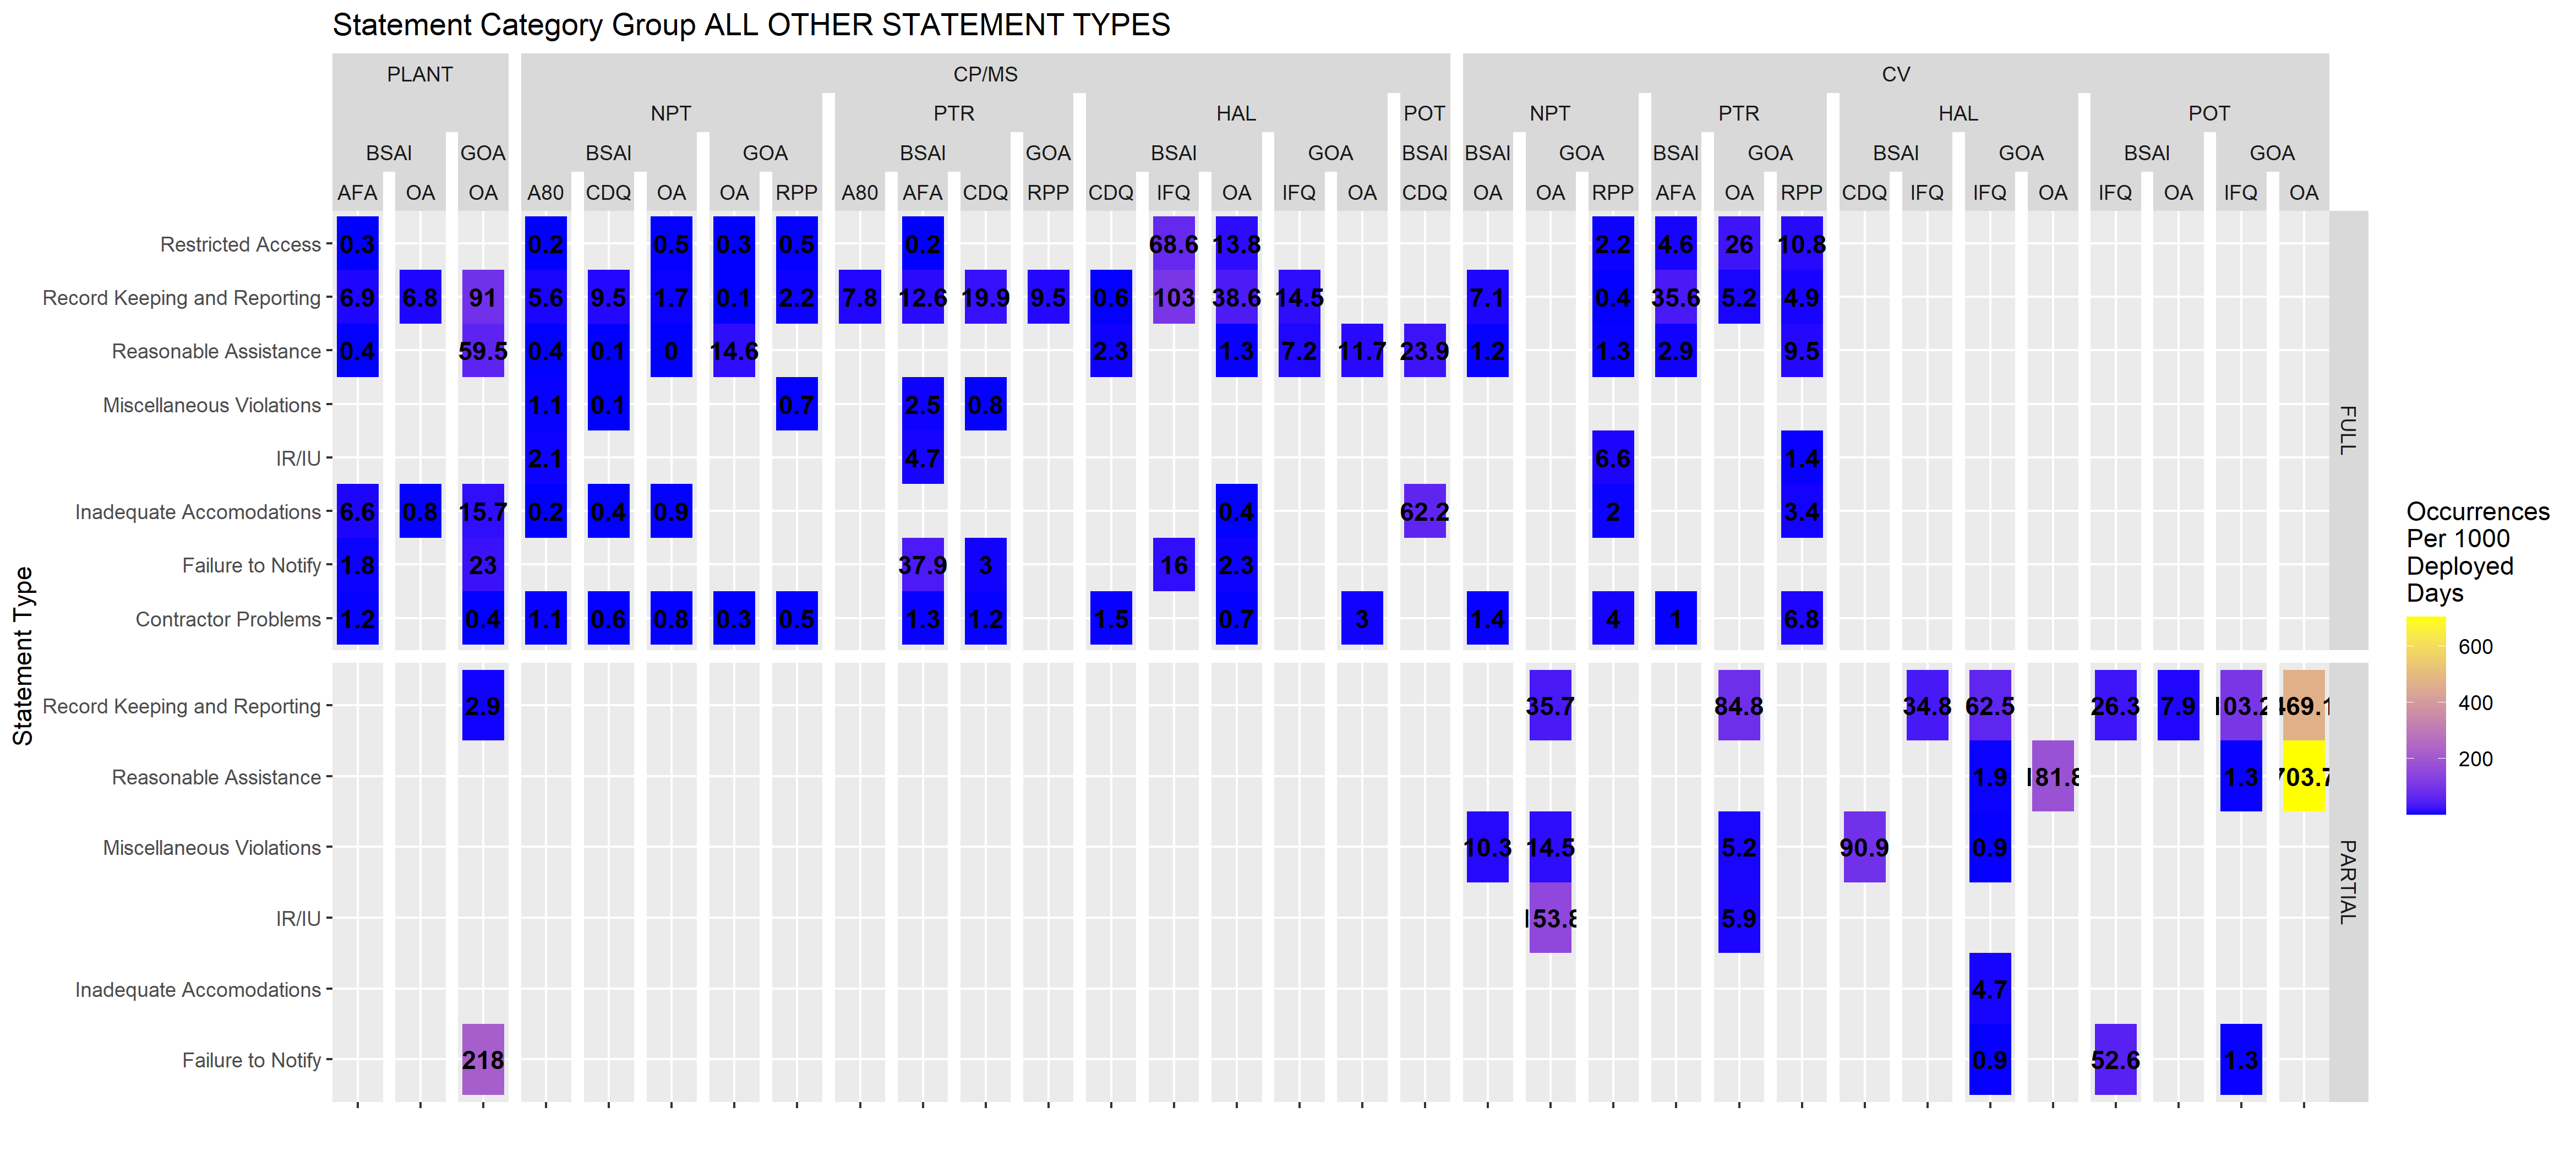 Statement Category Group ALL OTHER STATEMENT TYPES
PLANT CP/MS CV
NPT PTR HAL POT NPT PTR HAL POT
BSAI GOA BSAI GOA BSAI GOA BSAI GOA BSAI BSAI GOA BSAI GOA BSAI GOA BSAI GOA
AFA OA OA A80 CDQ OA OA RPP A80 AFA CDQ RPP CDQ IFQ OA IFQ OA CDQ OA OA RPP AFA OA RPP CDQ IFQ IFQ OA IFQ OA IFQ OA
Restricted Access 0.3 0.2 0.5 0.3 0.5 0.2 68.6 13.8 2.2 4.6 26 10.8
Record Keeping and Reporting 6.9 6.8 91 5.6 9.5 1.7 0.1 2.2 7.8 12.6 19.9 9.5 0.6 103 38.6 14.5 7.1 0.4 35.6 5.2 4.9
Reasonable Assistance 0.4 59.5 0.4 0.1 0 14.6 2.3 1.3 7.2 11.7 23.9 1.2 1.3 2.9 9.5
Miscellaneous Violations 1.1 0.1 0.7 2.5 0.8
IR/IU 2.1 4.7 6.6 1.4
Inadequate Accomodations 6.6 0.8 15.7 0.2 0.4 0.9 0.4 62.2 2 3.4
Failure to Notify 1.8 23 37.9 3 16 2.3
Contractor Problems 1.2 0.4 1.1 0.6 0.8 0.3 0.5 1.3 1.2 1.5 0.7 3 1.4 4 1 6.8
FULL
Record Keeping and Reporting 2.9 35.7 84.8 34.8 62.5 26.3 7.9 103.2 469.1
Reasonable Assistance 1.9 181.8 1.3 703.7
Miscellaneous Violations 10.3 14.5 5.2 90.9 0.9
IR/IU 153.8 5.9
Inadequate Accomodations 4.7
Failure to Notify 218 0.9 52.6 1.3
PARTIAL
Statement Type
Occurrences
Per 1000
Deployed
Days
600
400
200